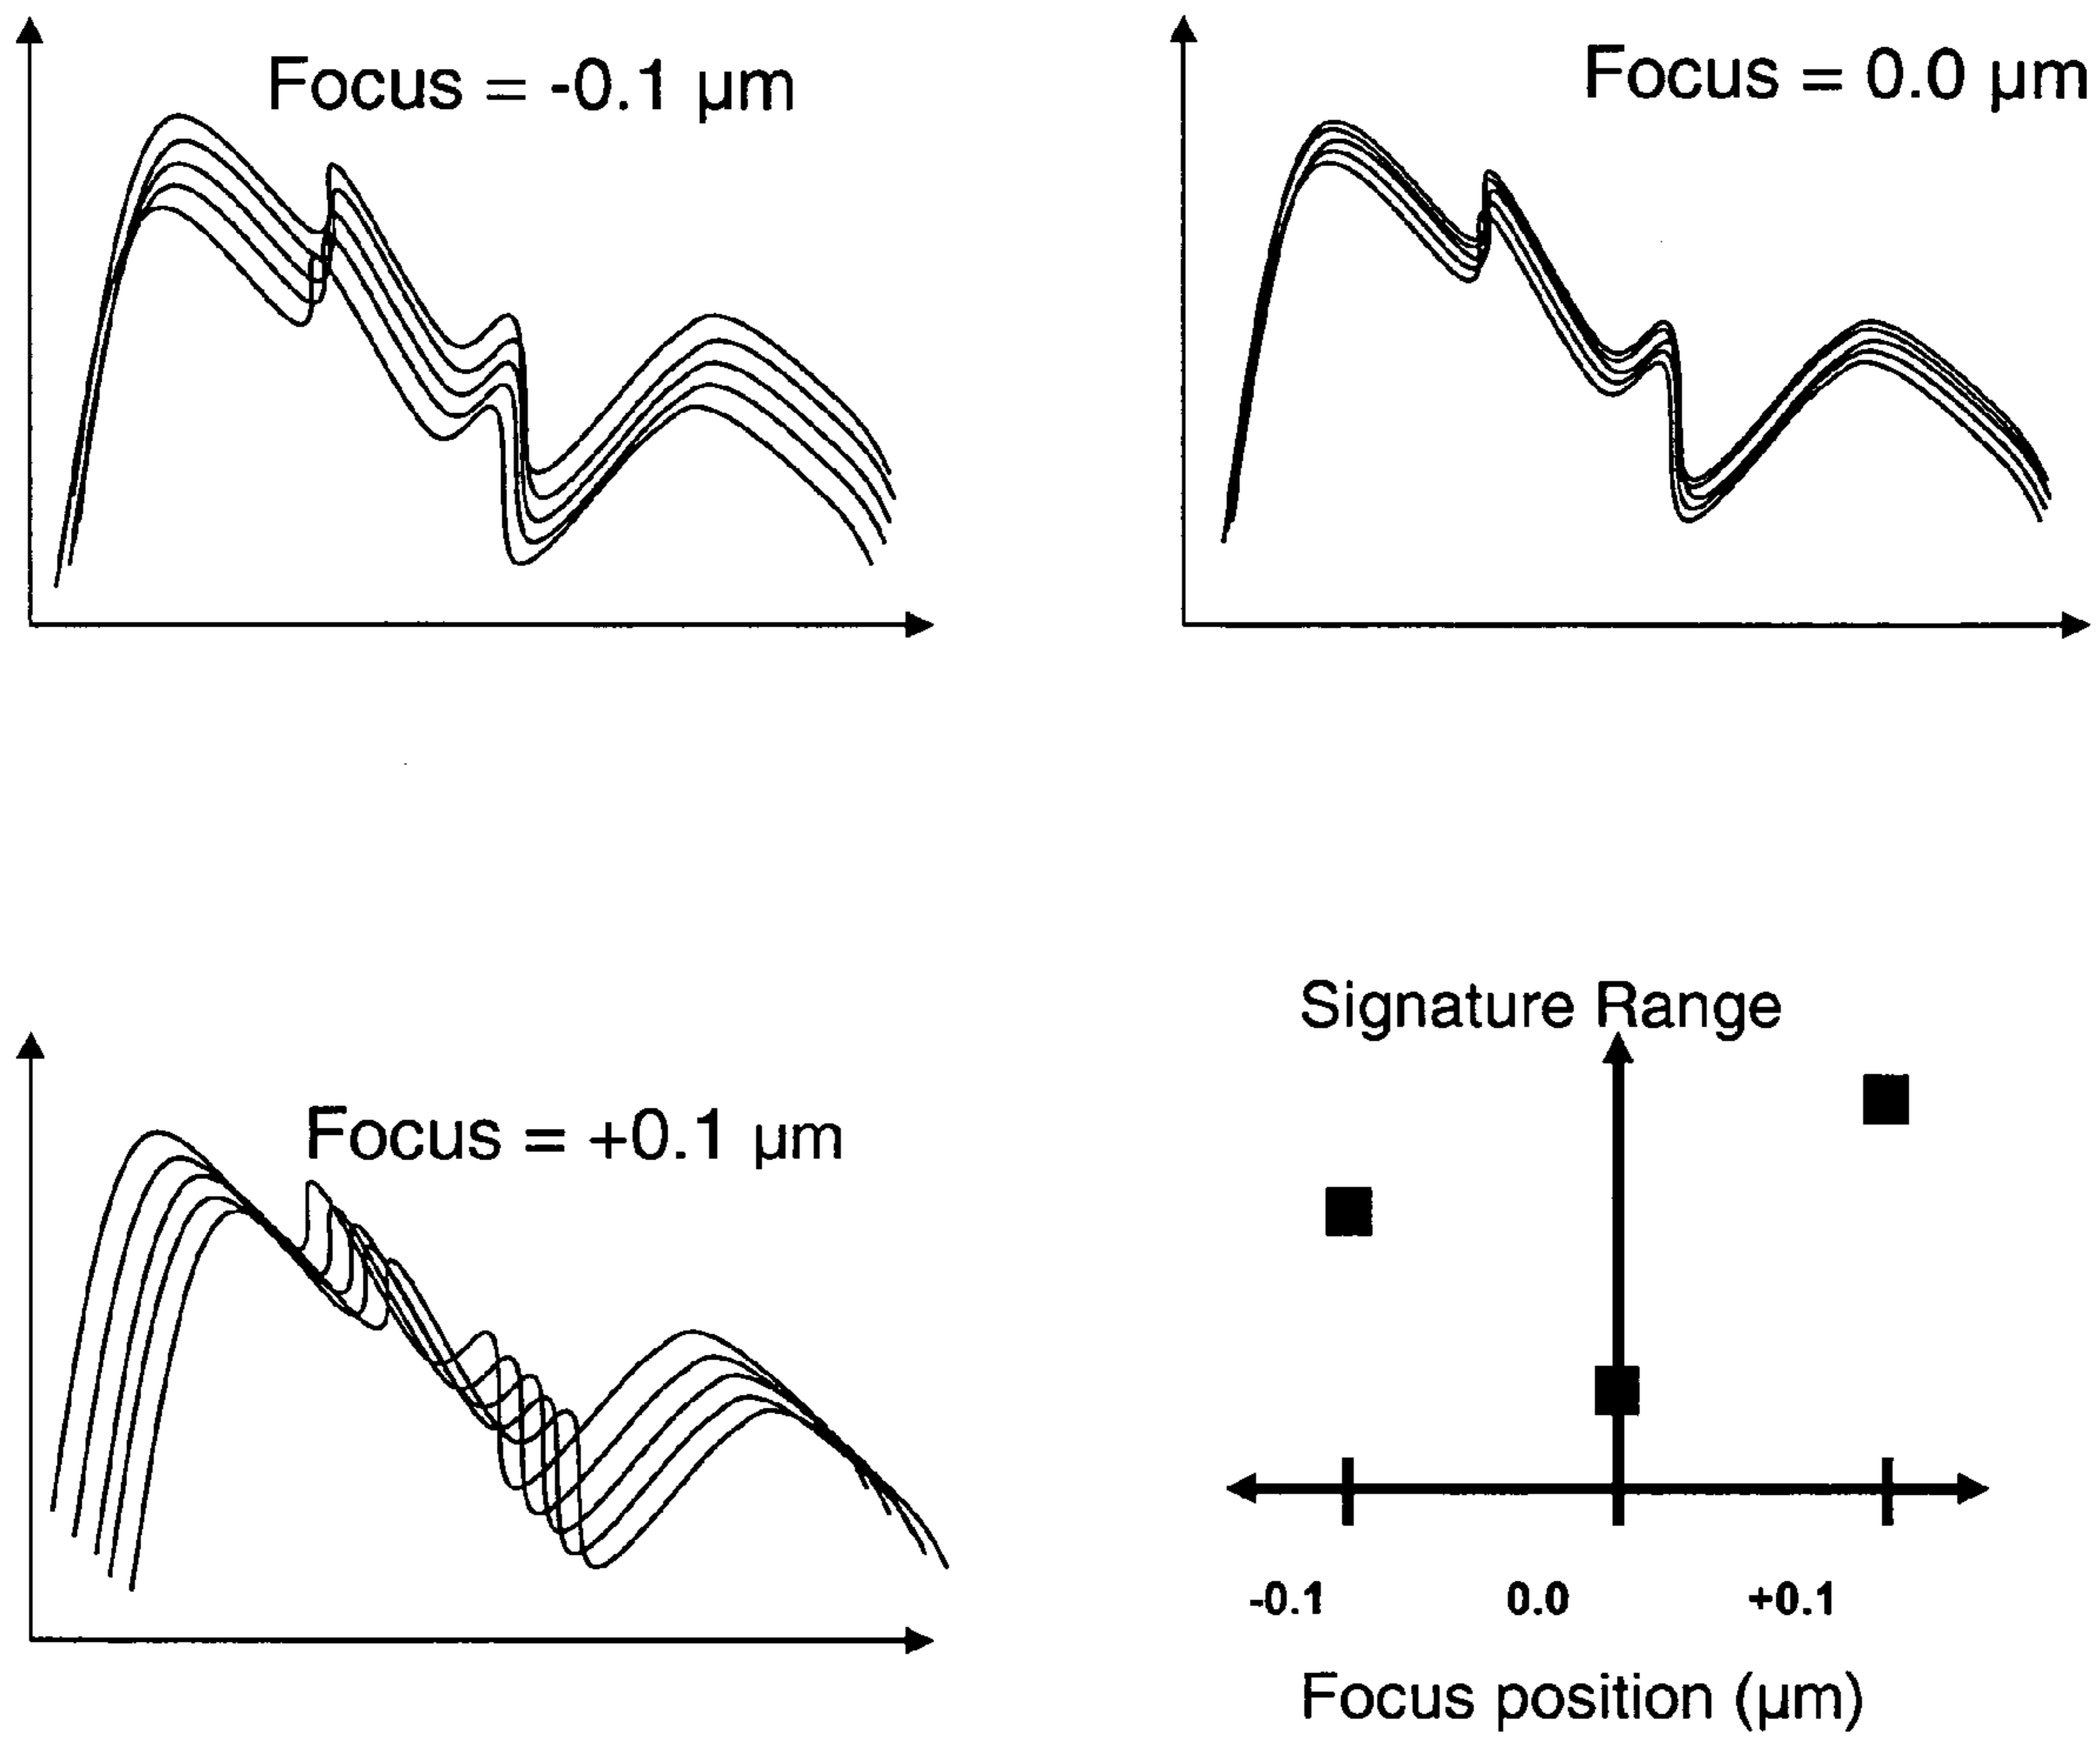 Focus = -0.1 µm
Focus = 0.0 µm
Focus = +0.1 µm
Signature Range
-0.1 0.0 +0.1
Focus position (µm)